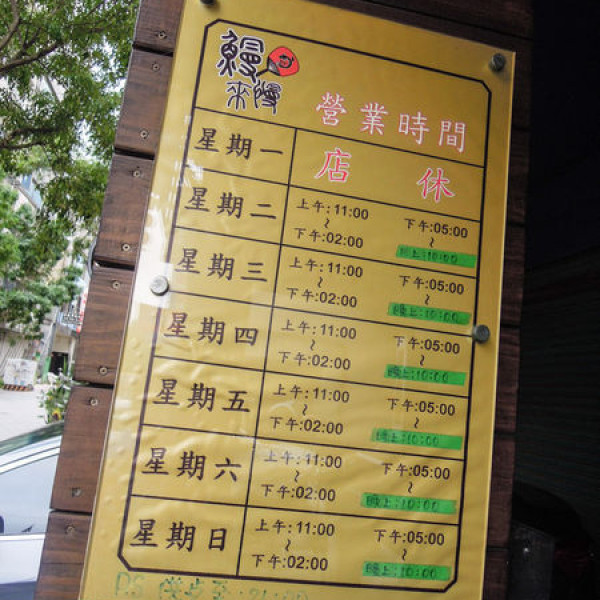 鰻
來慢
營業時間
星期一 店 休
星期二 上午:11:00 ~ 下午:02:00 下午:05:00 ~ 晚上:10:00
星期三 上午:11:00 ~ 下午:02:00 下午:05:00 ~ 晚上:10:00
星期四 上午:11:00 ~ 下午:02:00 下午:05:00 ~ 晚上:10:00
星期五 上午:11:00 ~ 下午:02:00 下午:05:00 ~ 晚上:10:00
星期六 上午:11:00 ~ 下午:02:00 下午:05:00 ~ 晚上:10:00
星期日 上午:11:00 ~ 下午:02:00 下午:05:00 ~ 晚上:10:00
P.S